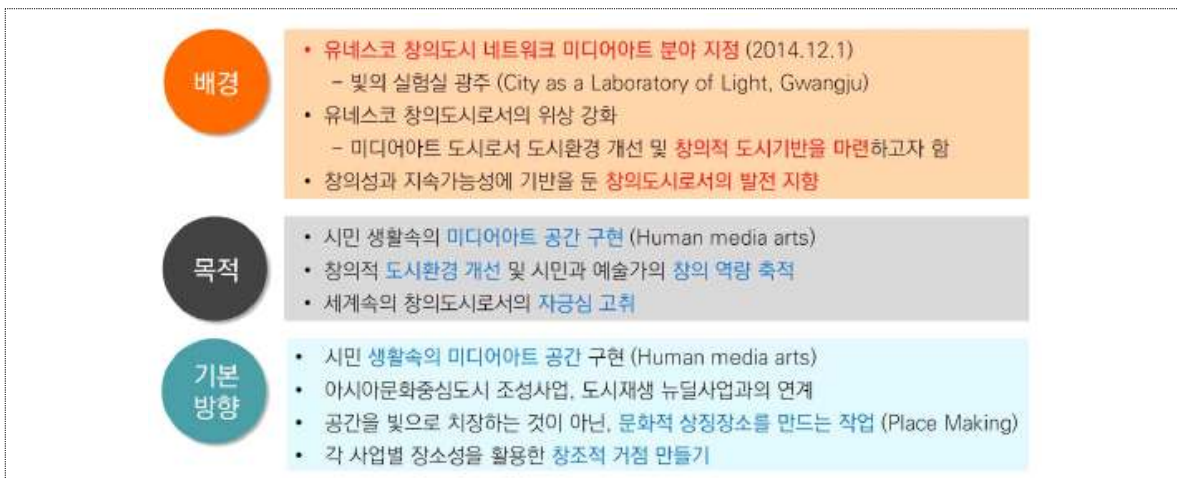 배경
• 유네스코 창의도시 네트워크 미디어아트 분야 지정 (2014.12.1)
– 빛의 실험실 광주 (City as a Laboratory of Light, Gwangju)
• 유네스코 창의도시로서의 위상 강화
– 미디어아트 도시로서 도시환경 개선 및 창의적 도시기반을 마련하고자 함
• 창의성과 지속가능성에 기반을 둔 창의도시로서의 발전 지향
목적
• 시민 생활속의 미디어아트 공간 구현 (Human media arts)
• 창의적 도시환경 개선 및 시민과 예술가의 창의 역량 축적
• 세계속의 창의도시로서의 자긍심 고취
기본
방향
• 시민 생활속의 미디어아트 공간 구현 (Human media arts)
• 아시아문화중심도시 조성사업, 도시재생 뉴딜사업과의 연계
• 공간을 빛으로 치장하는 것이 아닌, 문화적 상징장소를 만드는 작업 (Place Making)
• 각 사업별 장소성을 활용한 창조적 거점 만들기